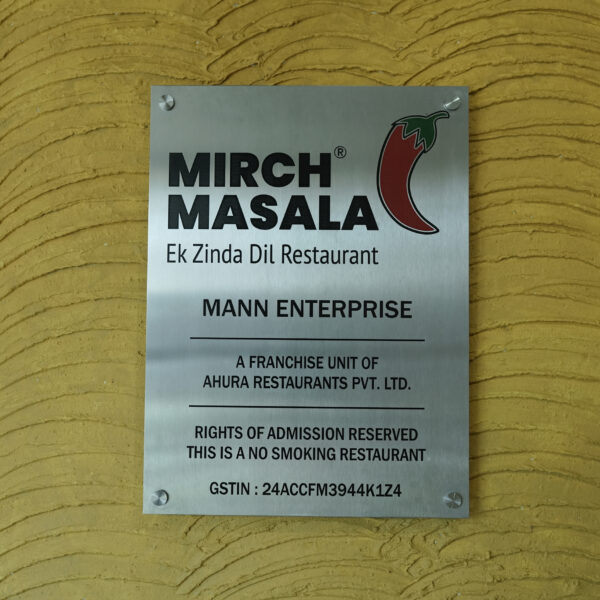 MIRCH®
MASALA
Ek Zinda Dil Restaurant
MANN ENTERPRISE
A FRANCHISE UNIT OF
AHURA RESTAURANTS PVT. LTD.
RIGHTS OF ADMISSION RESERVED
THIS IS A NO SMOKING RESTAURANT
GSTIN : 24ACCFM3944K1Z4